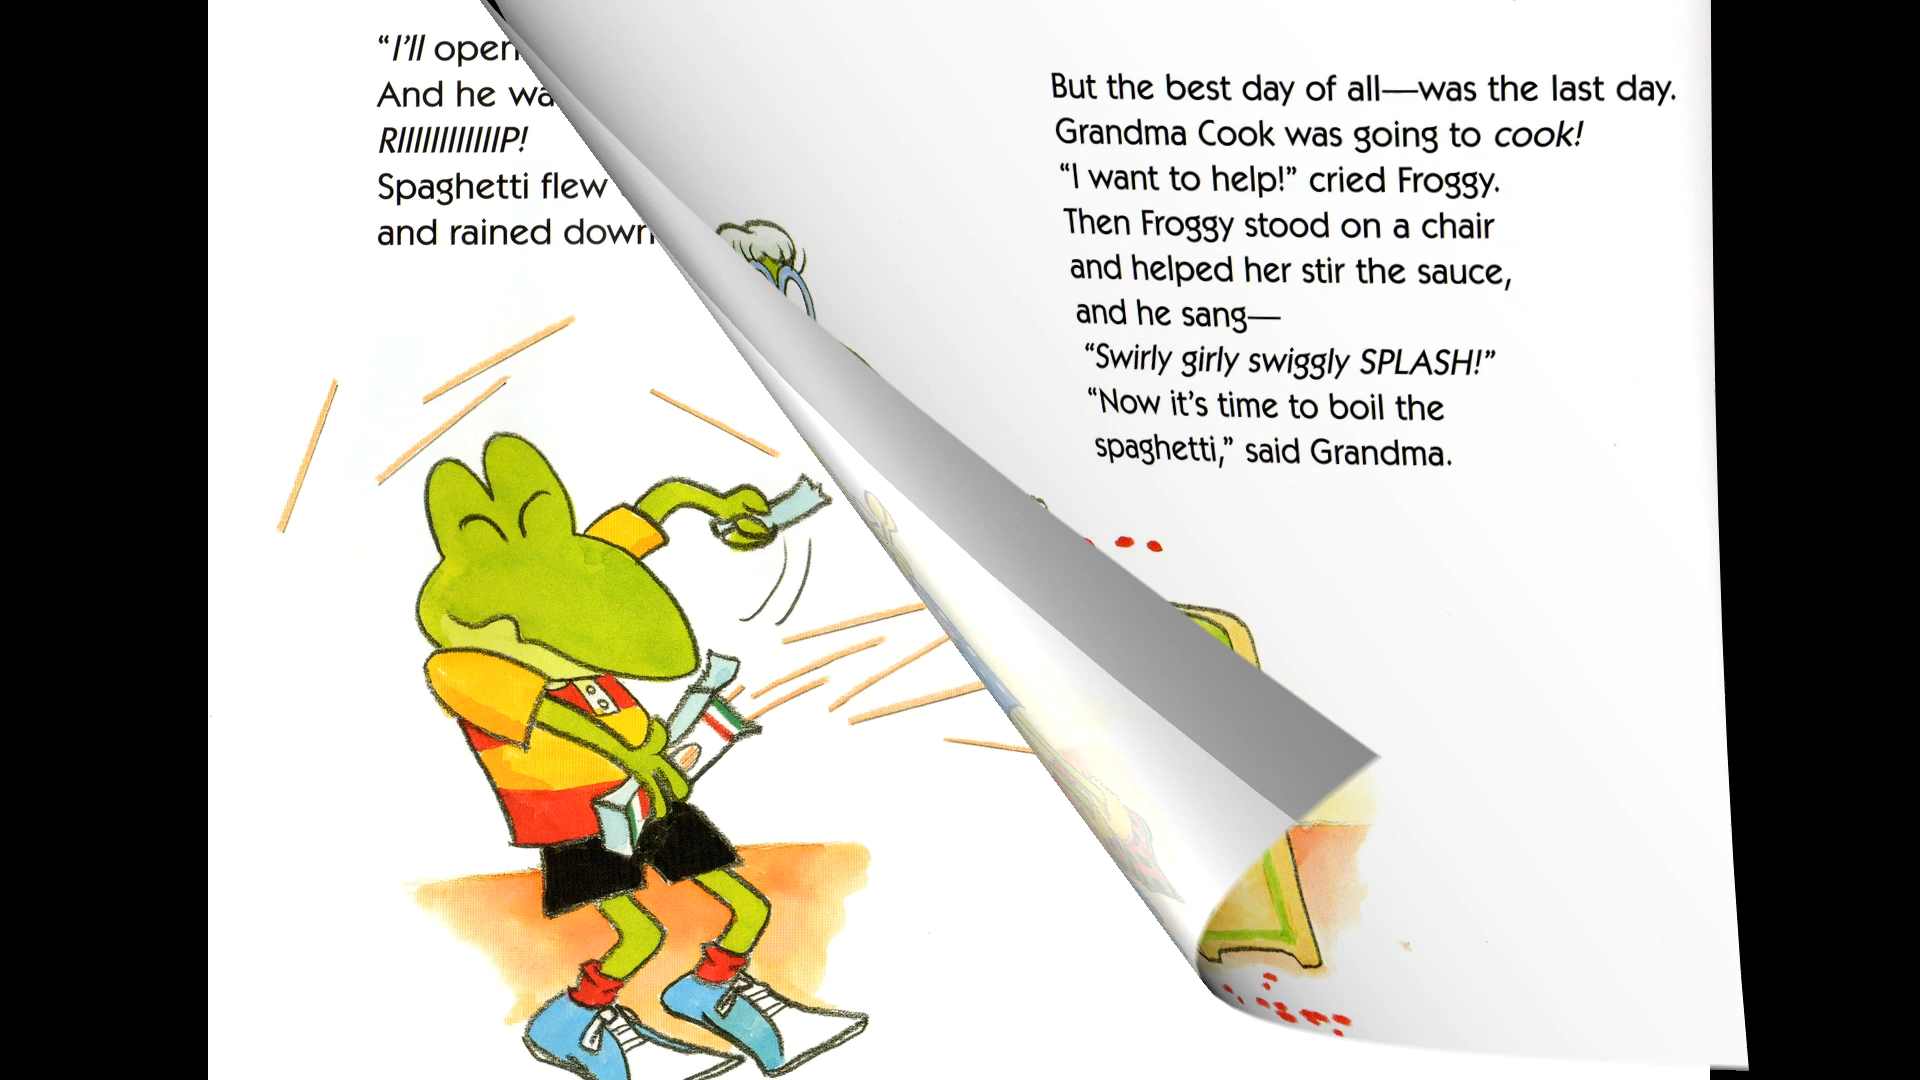 “I’ll open
And he wa
RIIIIIIIIIIIIP!
Spaghetti flew
and rained down
But the best day of all—was the last day.
Grandma Cook was going to cook!
“I want to help!” cried Froggy.
Then Froggy stood on a chair
and helped her stir the sauce,
and he sang—
“Swirly girly swiggly SPLASH!”
“Now it’s time to boil the
spaghetti,” said Grandma.